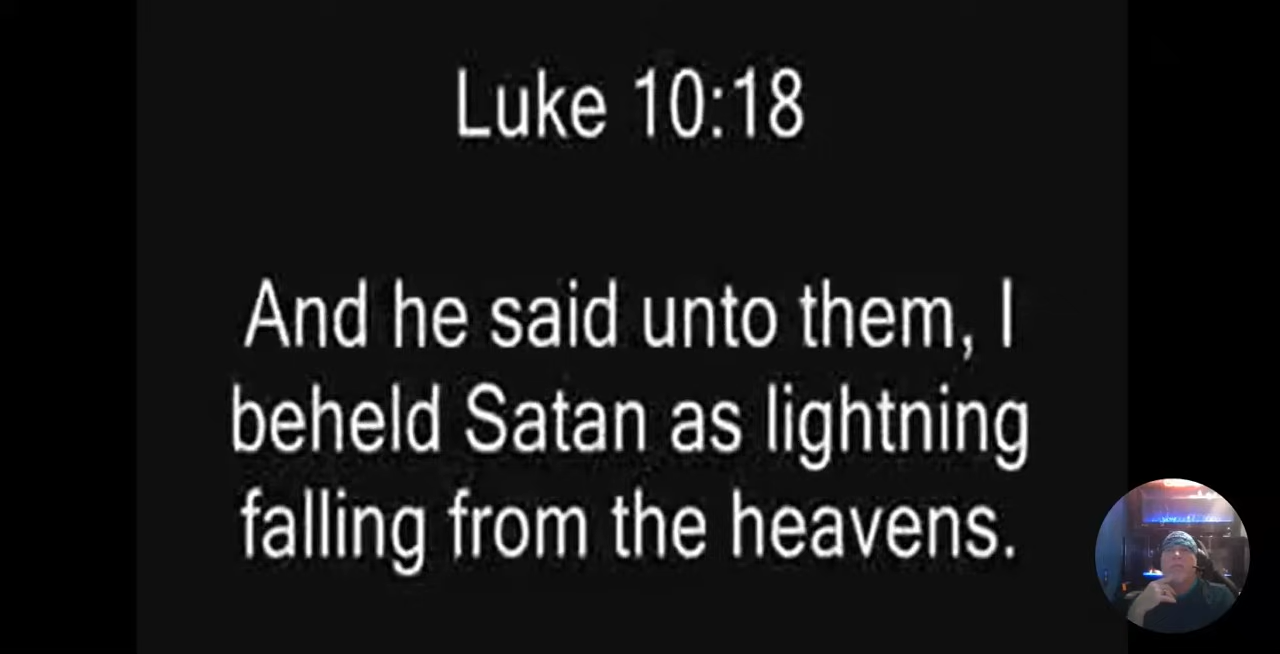 Luke 10:18
And he said unto them, I
beheld Satan as lightning
falling from the heavens.